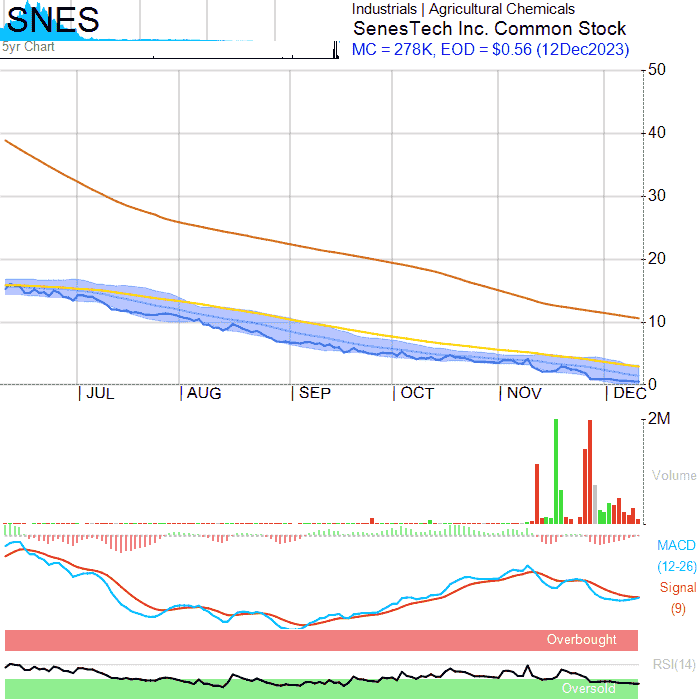 SNES
Industrials | Agricultural Chemicals
SenesTech Inc. Common Stock
5yr Chart
MC = 278K, EOD = $0.56 (12Dec2023)
50
40
30
20
10
0
| JUL | AUG | SEP | OCT | NOV | DEC
2M
Volume
MACD
(12-26)
Signal
(9)
Overbought
RSI(14)
Oversold